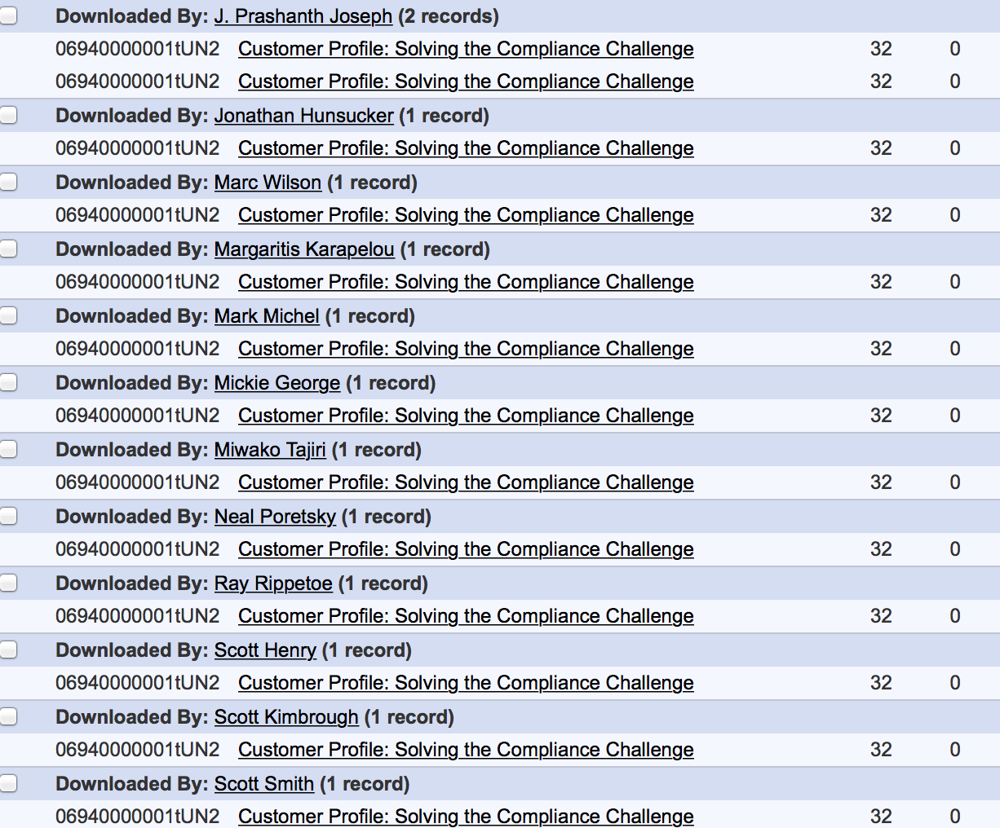 Downloaded By: J. Prashanth Joseph (2 records)
06940000001tUN2 Customer Profile: Solving the Compliance Challenge 32 0
06940000001tUN2 Customer Profile: Solving the Compliance Challenge 32 0
Downloaded By: Jonathan Hunsucker (1 record)
06940000001tUN2 Customer Profile: Solving the Compliance Challenge 32 0
Downloaded By: Marc Wilson (1 record)
06940000001tUN2 Customer Profile: Solving the Compliance Challenge 32 0
Downloaded By: Margaritis Karapelou (1 record)
06940000001tUN2 Customer Profile: Solving the Compliance Challenge 32 0
Downloaded By: Mark Michel (1 record)
06940000001tUN2 Customer Profile: Solving the Compliance Challenge 32 0
Downloaded By: Mickie George (1 record)
06940000001tUN2 Customer Profile: Solving the Compliance Challenge 32 0
Downloaded By: Miwako Tajiri (1 record)
06940000001tUN2 Customer Profile: Solving the Compliance Challenge 32 0
Downloaded By: Neal Poretsky (1 record)
06940000001tUN2 Customer Profile: Solving the Compliance Challenge 32 0
Downloaded By: Ray Rippetoe (1 record)
06940000001tUN2 Customer Profile: Solving the Compliance Challenge 32 0
Downloaded By: Scott Henry (1 record)
06940000001tUN2 Customer Profile: Solving the Compliance Challenge 32 0
Downloaded By: Scott Kimbrough (1 record)
06940000001tUN2 Customer Profile: Solving the Compliance Challenge 32 0
Downloaded By: Scott Smith (1 record)
06940000001tUN2 Customer Profile: Solving the Compliance Challenge 32 0